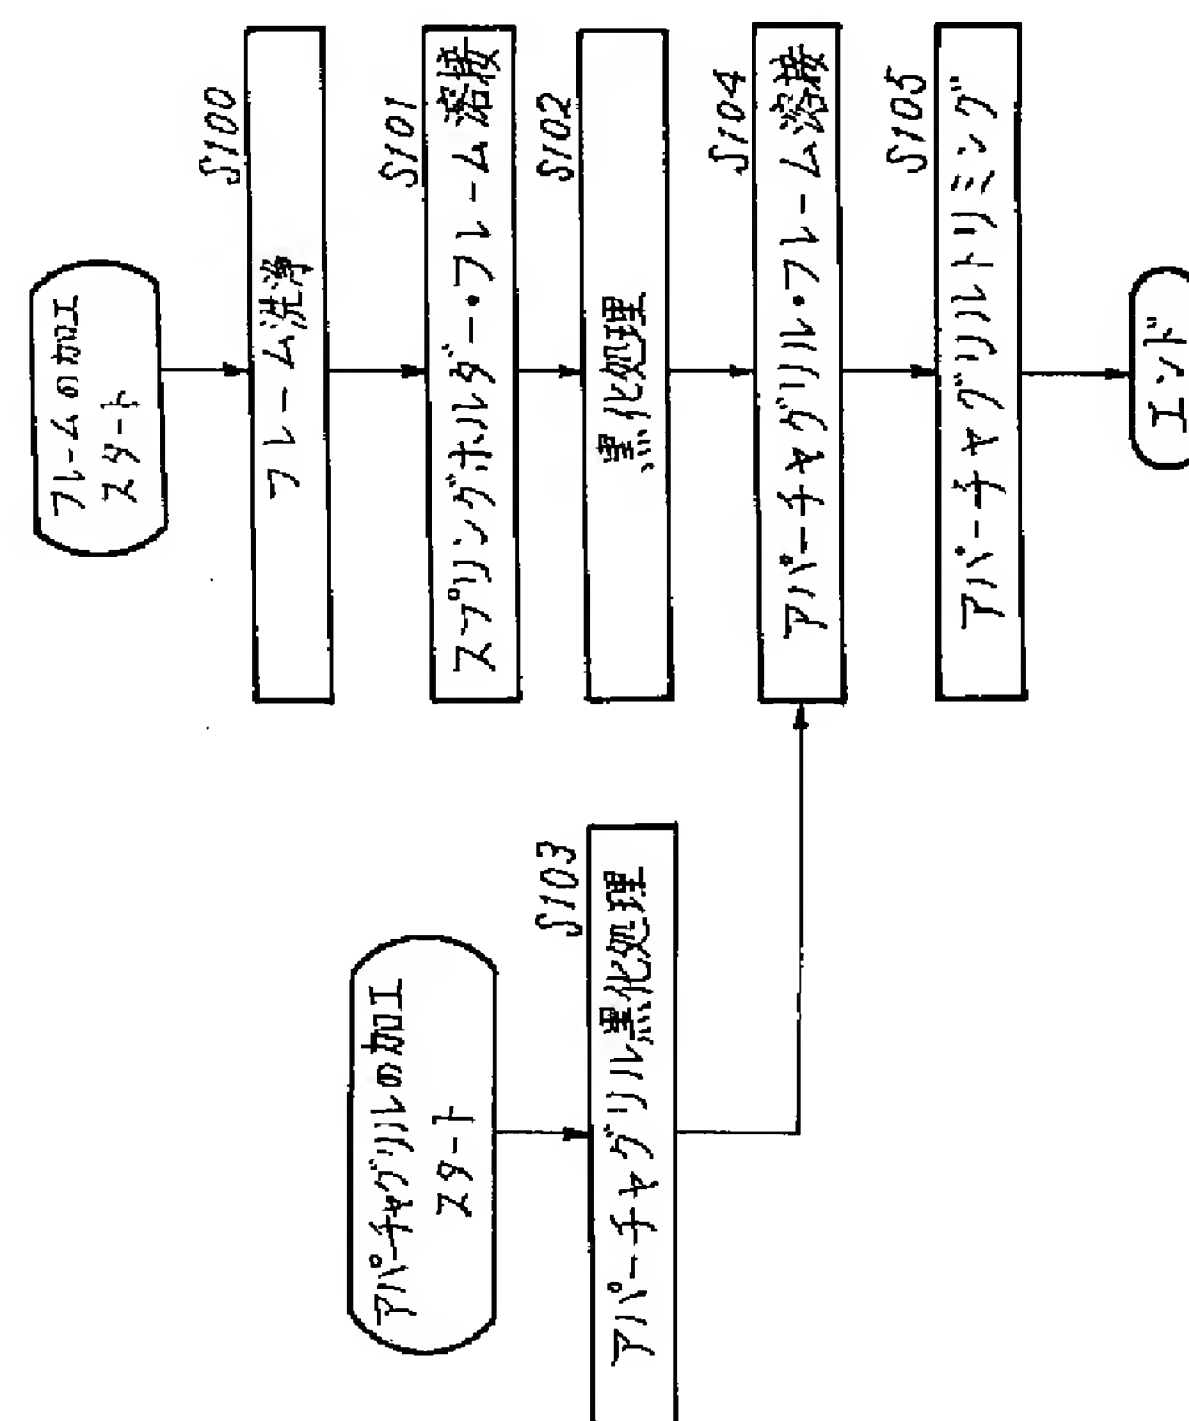 フレームの加工
スタート
S100
フレーム洗浄
S101
スプリングホルダー・フレーム溶接
S102
黒化処理
アパーチャグリルの加工
スタート
S103
アパーチャグリル黒化処理
S104
アパーチャグリル・フレーム溶接
S105
アパーチャグリルトリミング
エンド